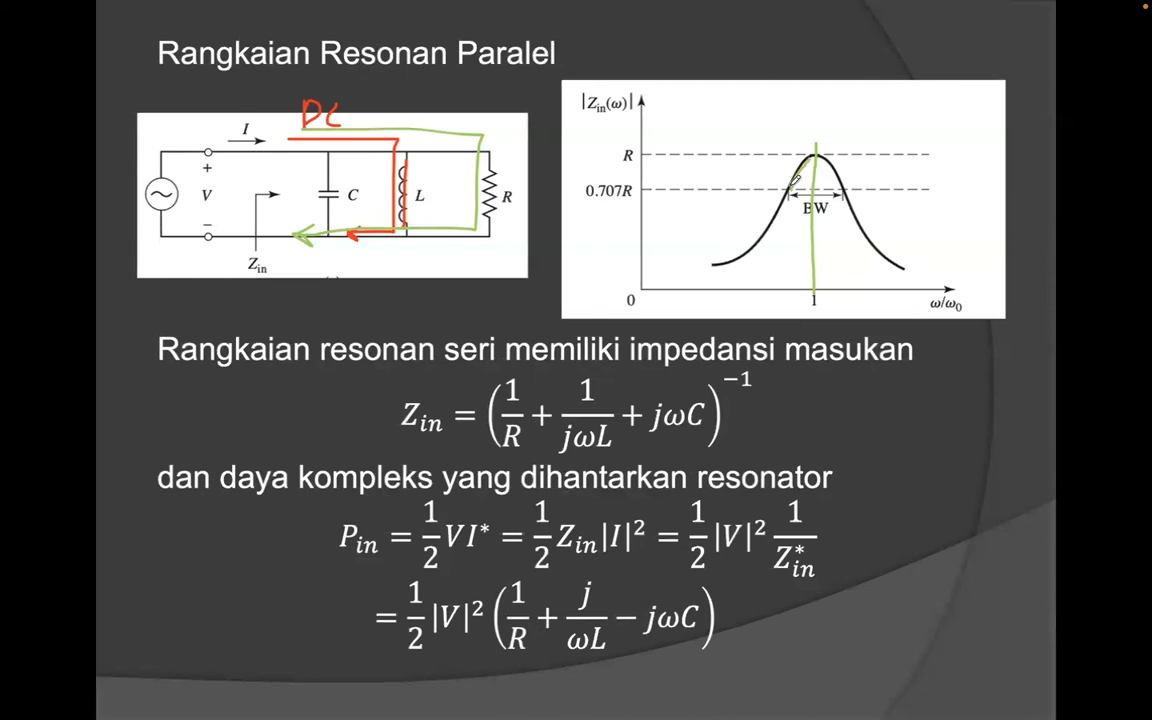 Rangkaian Resonan Paralel
DC
I
+
V
−
C
L
R
Z_in
|Z_in(ω)|
R
0.707R
BW
0
1
ω/ω₀
Rangkaian resonan seri memiliki impedansi masukan
Z_in = (1/R + 1/jωL + jωC)^−1
dan daya kompleks yang dihantarkan resonator
P_in = 1/2 VI* = 1/2 Z_in|I|² = 1/2 |V|² 1/Z*_in
= 1/2 |V|² (1/R + j/ωL − jωC)